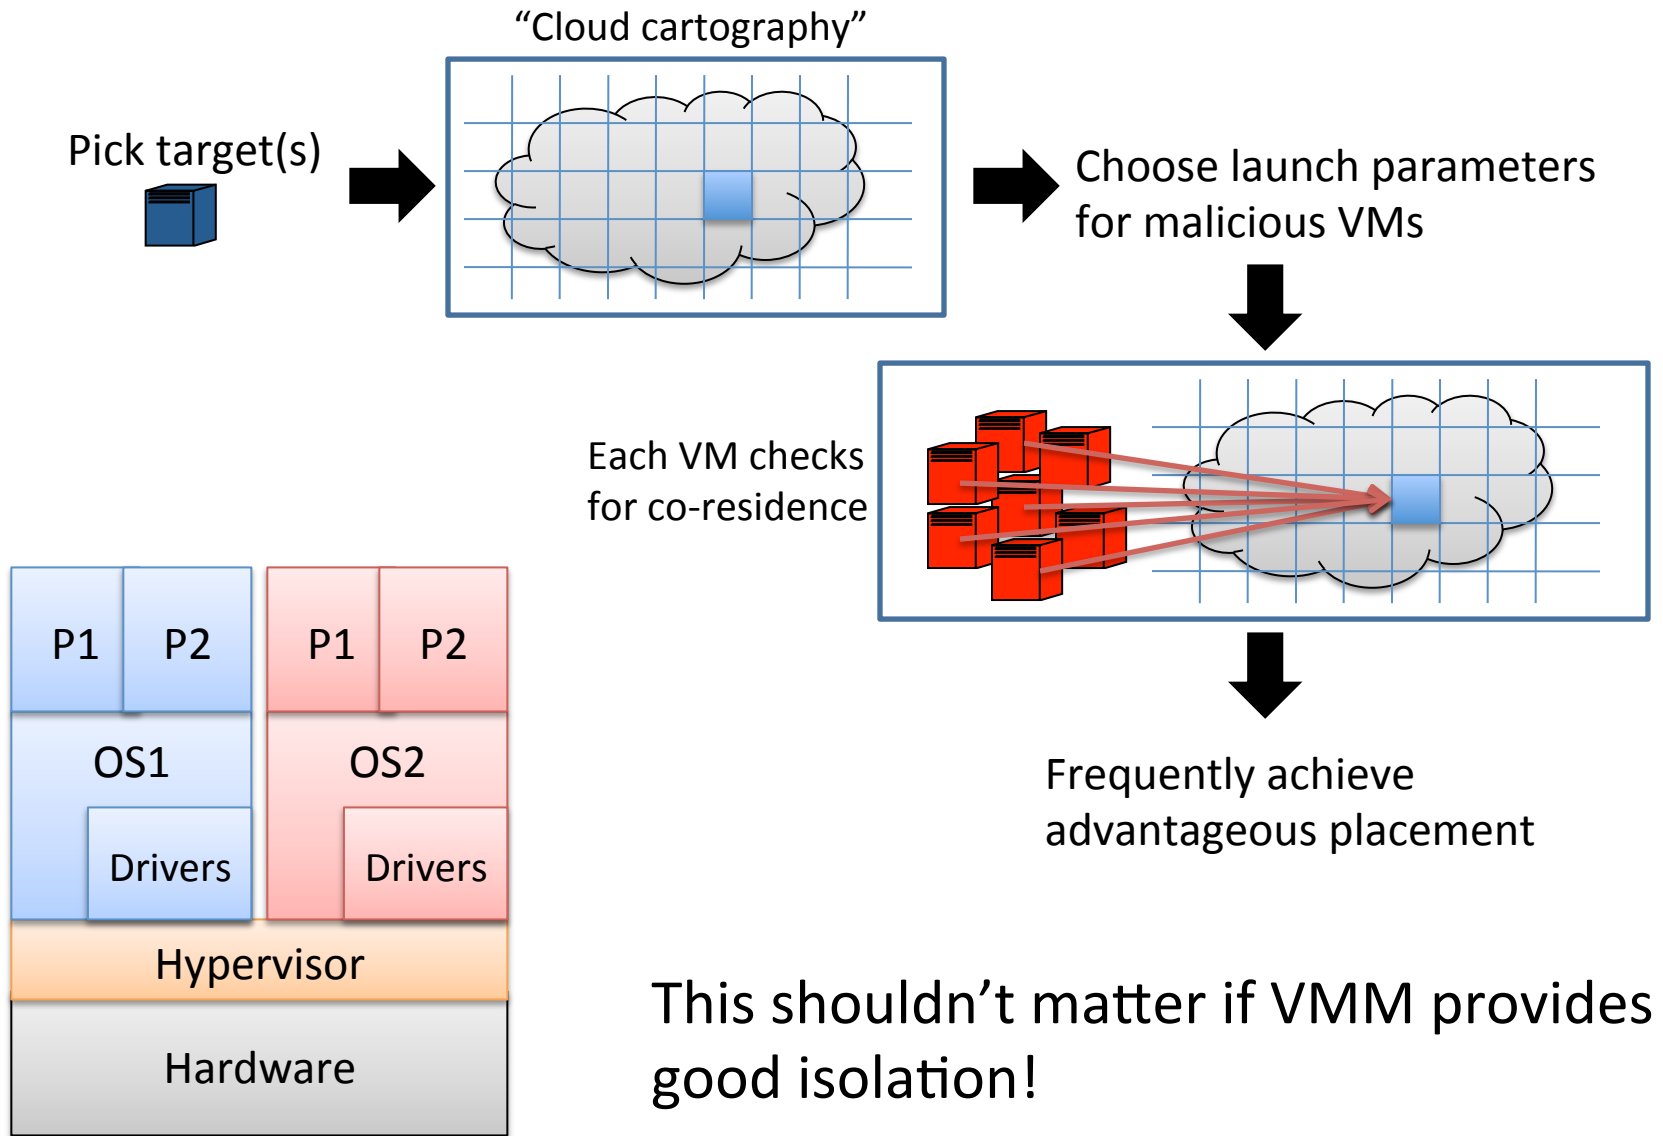 “Cloud cartography”
Pick target(s)
Choose launch parameters
for malicious VMs
Each VM checks
for co-residence
Frequently achieve
advantageous placement
P1 P2 P1 P2
OS1 OS2
Drivers Drivers
Hypervisor
Hardware
This shouldn’t matter if VMM provides
good isolation!